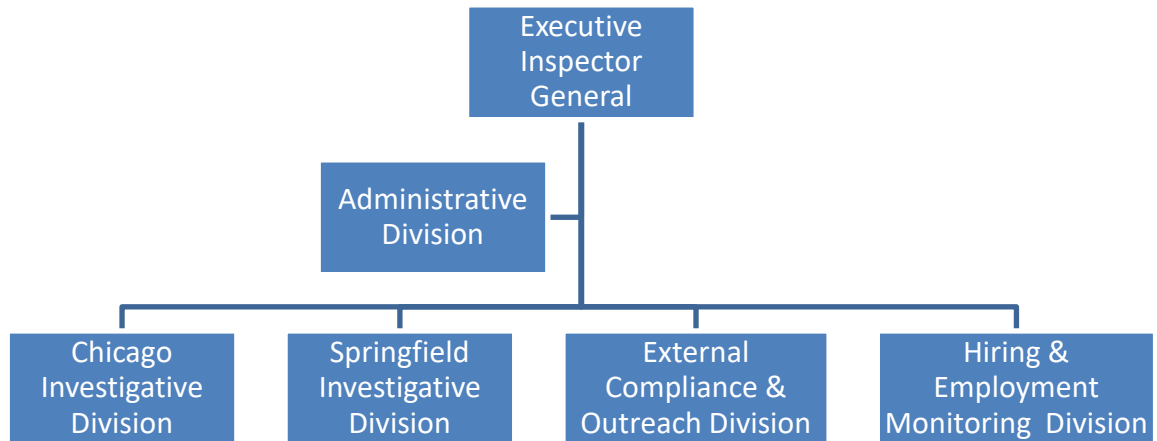 Executive
Inspector
General
Administrative
Division
Chicago
Investigative
Division
Springfield
Investigative
Division
External
Compliance &
Outreach Division
Hiring &
Employment
Monitoring  Division